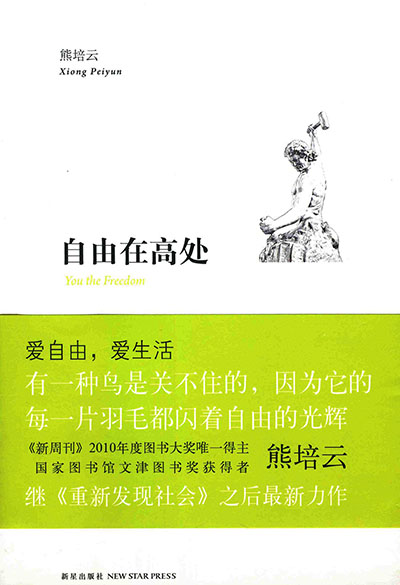 熊培云
Xiong Peiyun
自由在高处
You the Freedom
爱自由，爱生活
有一种鸟是关不住的，因为它的
每一片羽毛都闪着自由的光辉
《新周刊》2010年度图书大奖唯一得主
国家图书馆文津图书奖获得者
熊培云
继《重新发现社会》之后最新力作
新星出版社 NEW STAR PRESS